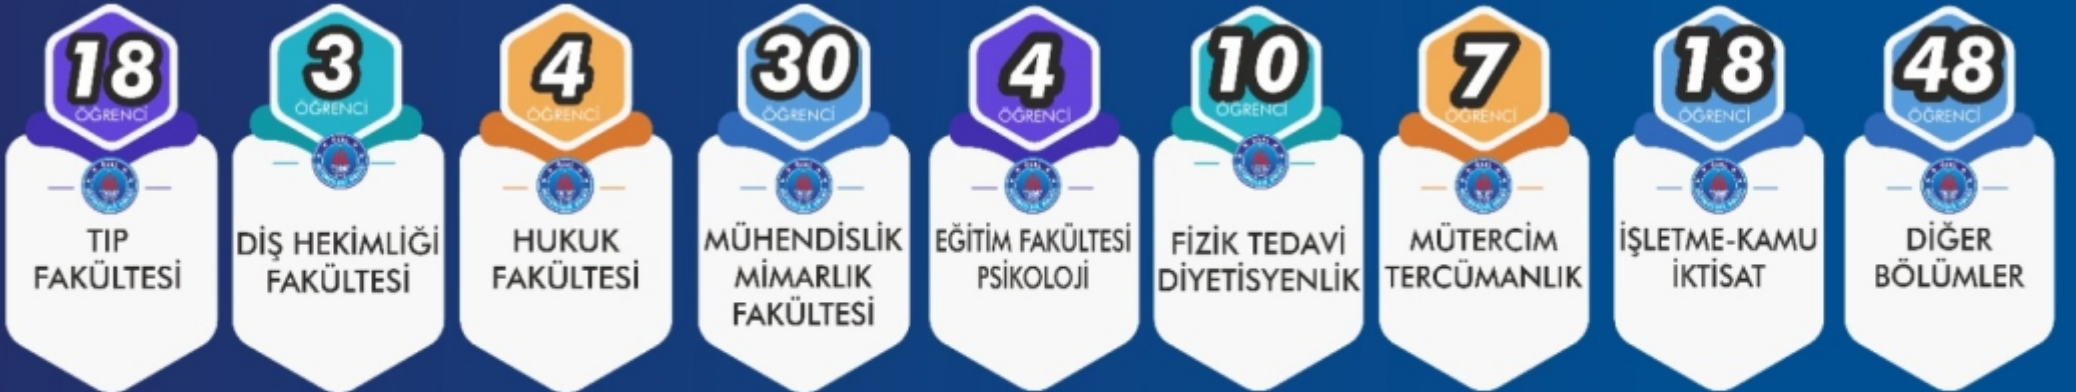 18
ÖĞRENCİ
TIP
FAKÜLTESİ
3
ÖĞRENCİ
DİŞ HEKİMLİĞİ
FAKÜLTESİ
4
ÖĞRENCİ
HUKUK
FAKÜLTESİ
30
ÖĞRENCİ
MÜHENDİSLİK
MİMARLIK
FAKÜLTESİ
4
ÖĞRENCİ
EĞİTİM FAKÜLTESİ
PSİKOLOJİ
10
ÖĞRENCİ
FİZİK TEDAVİ
DİYETİSYENLİK
7
ÖĞRENCİ
MÜTERCİM
TERCÜMANLIK
18
ÖĞRENCİ
İŞLETME-KAMU
İKTİSAT
48
ÖĞRENCİ
DİĞER
BÖLÜMLER